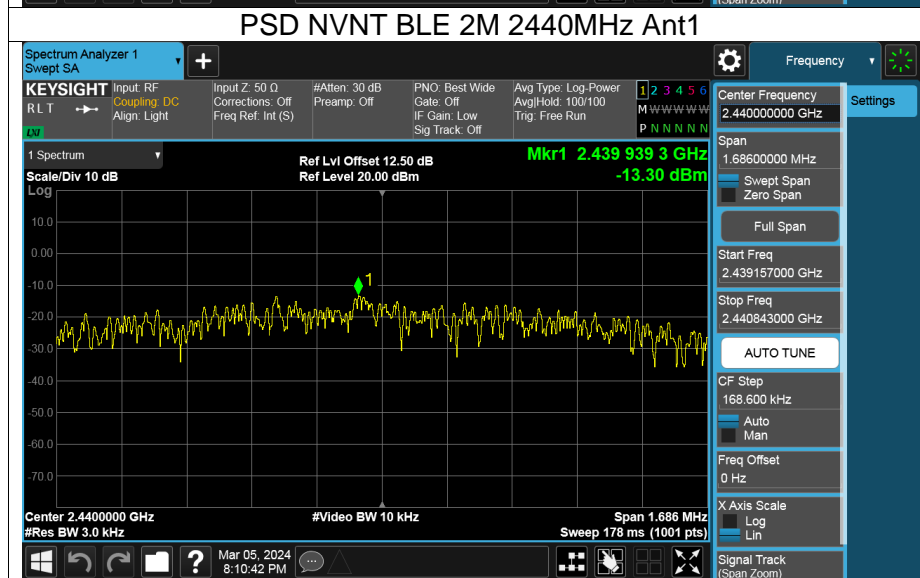 (Span Zoom)
PSD NVNT BLE 2M 2440MHz Ant1
Spectrum Analyzer 1
Swept SA
+
Frequency
KEYSIGHT
R L T
LXI
Input: RF
Coupling: DC
Align: Light
Input Z: 50 Ω
Corrections: Off
Freq Ref: Int (S)
#Atten: 30 dB
Preamp: Off
PNO: Best Wide
Gate: Off
IF Gain: Low
Sig Track: Off
Avg Type: Log-Power
Avg|Hold: 100/100
Trig: Free Run
1 2 3 4 5 6
M W W W W W
P N N N N N
1 Spectrum
Scale/Div 10 dB
Log
Ref Lvl Offset 12.50 dB
Ref Level 20.00 dBm
Mkr1 2.439 939 3 GHz
-13.30 dBm
10.0
0.00
-10.0
-20.0
-30.0
-40.0
-50.0
-60.0
-70.0
1
Center 2.4400000 GHz
#Res BW 3.0 kHz
#Video BW 10 kHz
Span 1.686 MHz
Sweep 178 ms (1001 pts)
Center Frequency
2.440000000 GHz
Settings
Span
1.68600000 MHz
Swept Span
Zero Span
Full Span
Start Freq
2.439157000 GHz
Stop Freq
2.440843000 GHz
AUTO TUNE
CF Step
168.600 kHz
Auto
Man
Freq Offset
0 Hz
X Axis Scale
Log
Lin
Signal Track
(Span Zoom)
?
Mar 05, 2024
8:10:42 PM